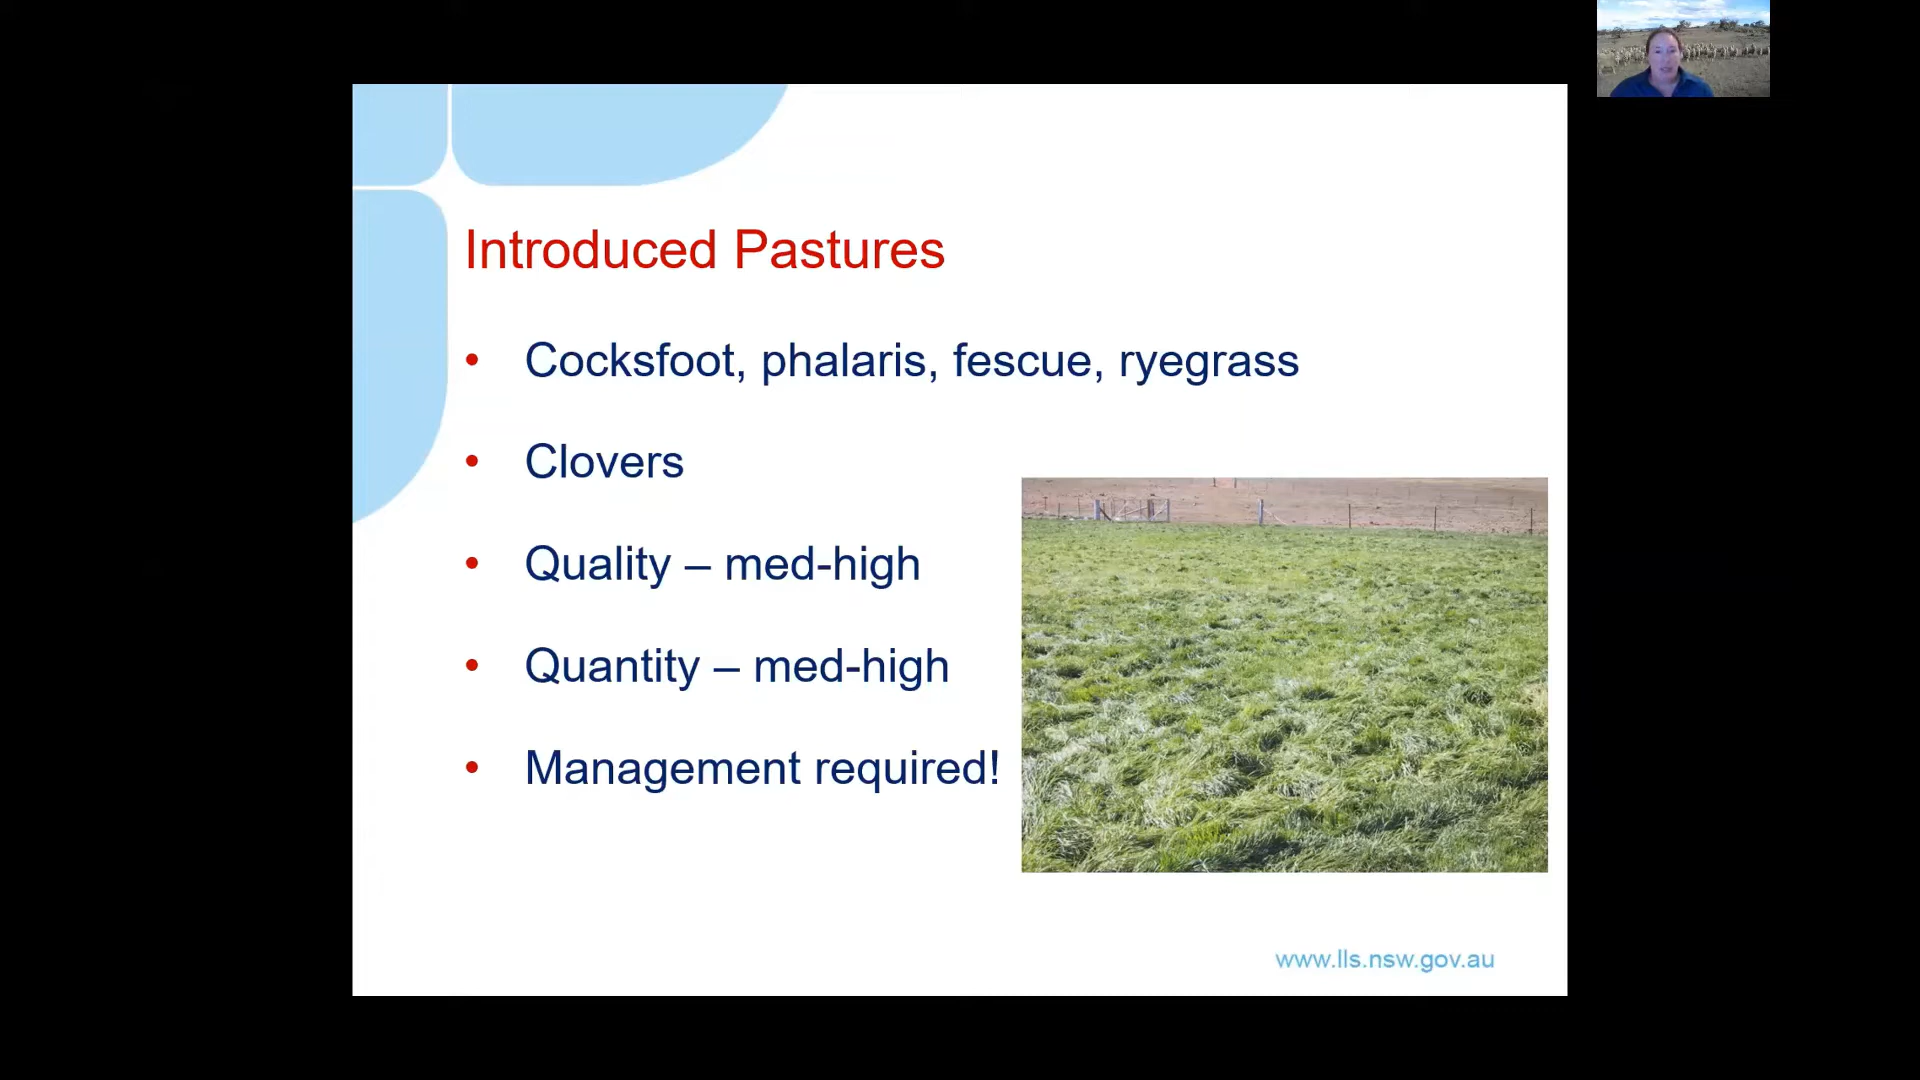 Introduced Pastures
• Cocksfoot, phalaris, fescue, ryegrass
• Clovers
• Quality – med-high
• Quantity – med-high
• Management required!
www.lls.nsw.gov.au